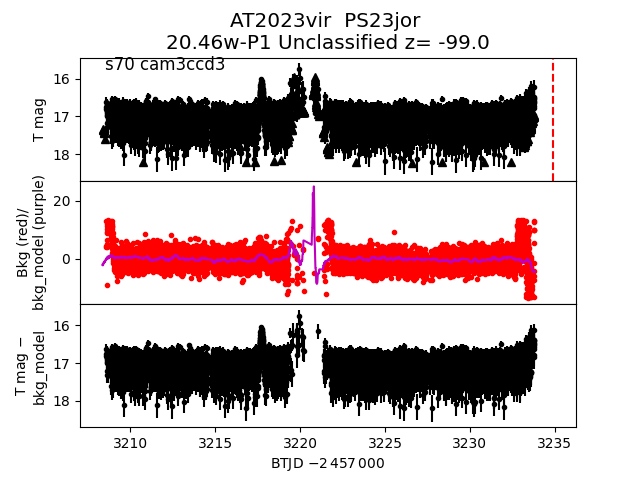 AT2023vir  PS23jor
20.46w-P1 Unclassified z= -99.0
s70 cam3ccd3
T mag
16
17
18
Bkg (red)/
bkg_model (purple)
20
0
T mag −
bkg_model
16
17
18
3210 3215 3220 3225 3230 3235
BTJD −2 457 000